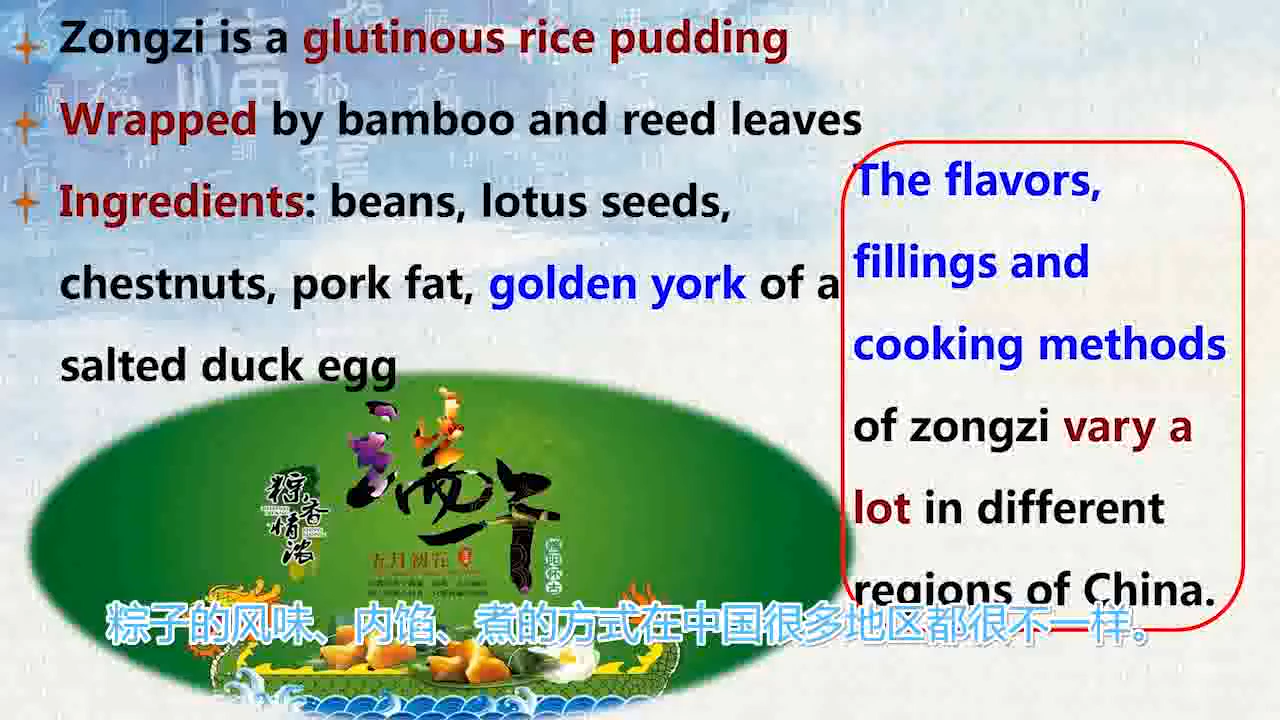 Zongzi is a glutinous rice pudding
Wrapped by bamboo and reed leaves
Ingredients: beans, lotus seeds,
chestnuts, pork fat, golden york of a
salted duck egg
The flavors,
fillings and
cooking methods
of zongzi vary a
lot in different
regions of China.
端午
粽香
情浓
五月初五
粽子的风味、内馅、煮的方式在中国很多地区都很不一样。